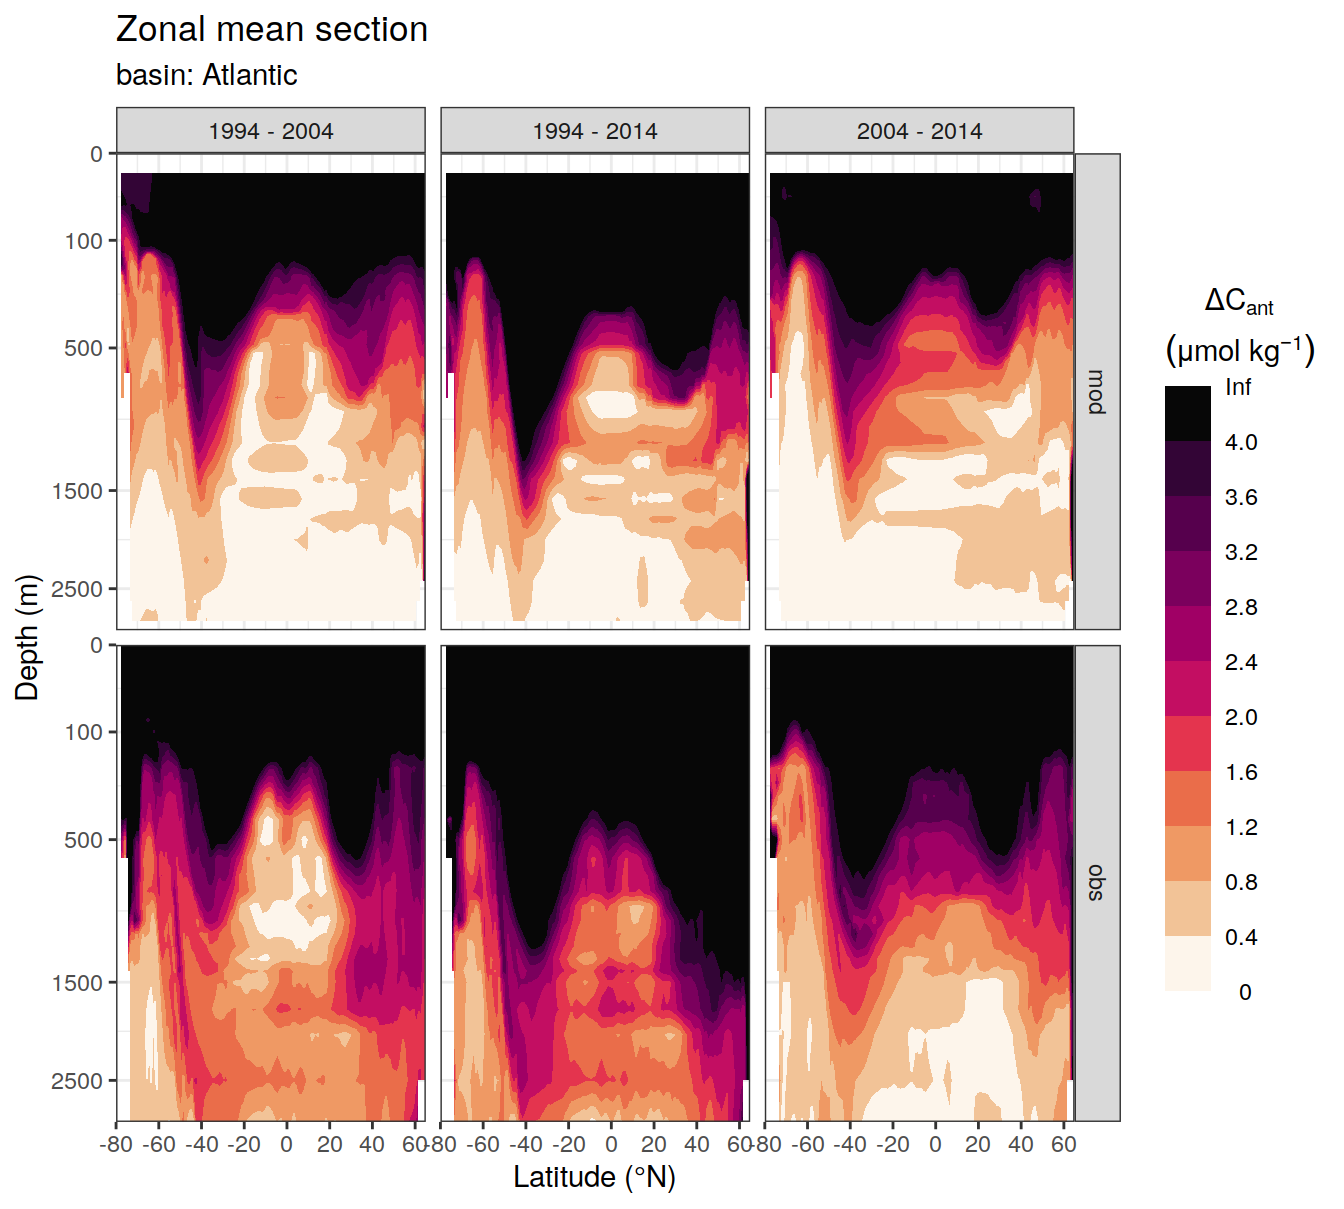 Zonal mean section
basin: Atlantic
1994 - 2004
1994 - 2014
2004 - 2014
0
100
500
1500
2500
mod
0
100
500
1500
2500
obs
-80 -60 -40 -20 0 20 40 60
-80 -60 -40 -20 0 20 40 60
-80 -60 -40 -20 0 20 40 60
Latitude (°N)
Depth (m)
ΔCant
(μmol kg−1)
Inf
4.0
3.6
3.2
2.8
2.4
2.0
1.6
1.2
0.8
0.4
0